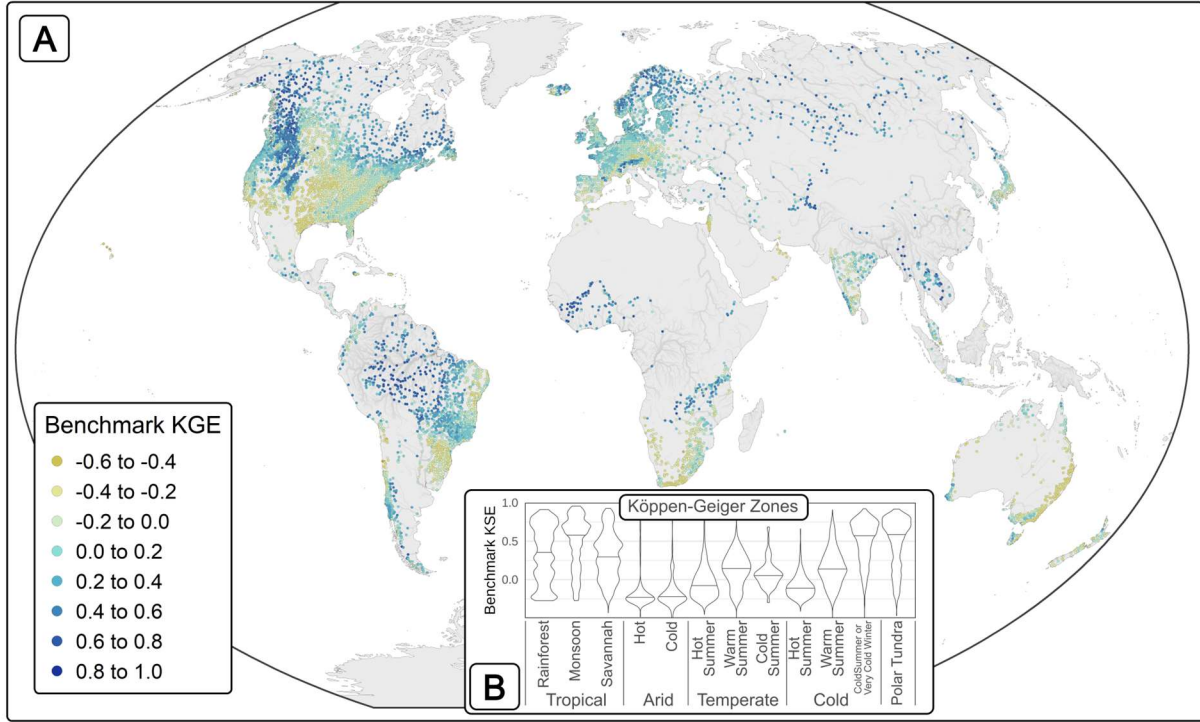 A
Benchmark KGE
-0.6 to -0.4
-0.4 to -0.2
-0.2 to 0.0
0.0 to 0.2
0.2 to 0.4
0.4 to 0.6
0.6 to 0.8
0.8 to 1.0
Köppen-Geiger Zones
Benchmark KSE
1.0
0.5
0.0
Rainforest
Monsoon
Savannah
Hot
Cold
Hot
Summer
Warm
Summer
Cold
Summer
Hot
Summer
Warm
Summer
ColdSummer or
Very Cold Winter
Polar Tundra
Tropical
Arid
Temperate
Cold
B